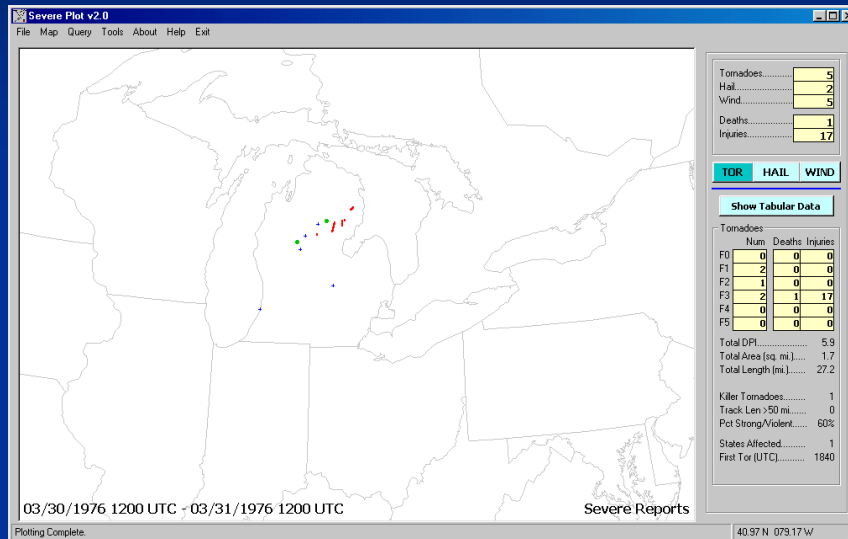 Severe Plot v2.0
File Map Query Tools About Help Exit
Tornadoes............ 5
Hail..................... 2
Wind.................... 5
Deaths................. 1
Injuries................. 17
TOR HAIL WIND
Show Tabular Data
Tornadoes
Num Deaths Injuries
F0 0 0 0
F1 2 0 0
F2 1 0 0
F3 2 1 17
F4 0 0 0
F5 0 0 0
Total DPI.................. 5.9
Total Area (sq. mi.)..... 1.7
Total Length (mi.)....... 27.2
Killer Tornadoes......... 1
Track Len >50 mi...... 0
Pct Strong/Violent...... 60%
States Affected.......... 1
First Tor (UTC).......... 1840
03/30/1976 1200 UTC - 03/31/1976 1200 UTC
Severe Reports
Plotting Complete.
40.97 N 079.17 W